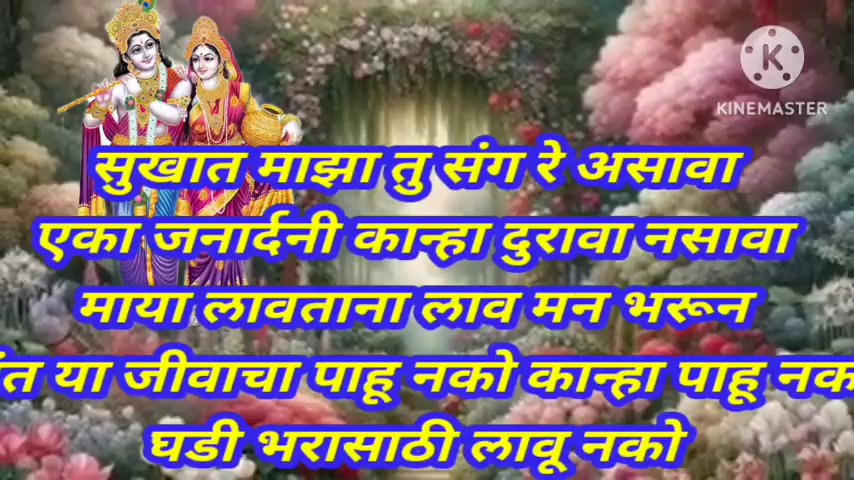 KINEMASTER
सुखात माझा तु संग रे असावा
एका जनार्दनी कान्हा दुरावा नसावा
माया लावताना लाव मन भरून
या जीवाचा पाहू नको कान्हा पाहू
घडी भरासाठी लावू नको